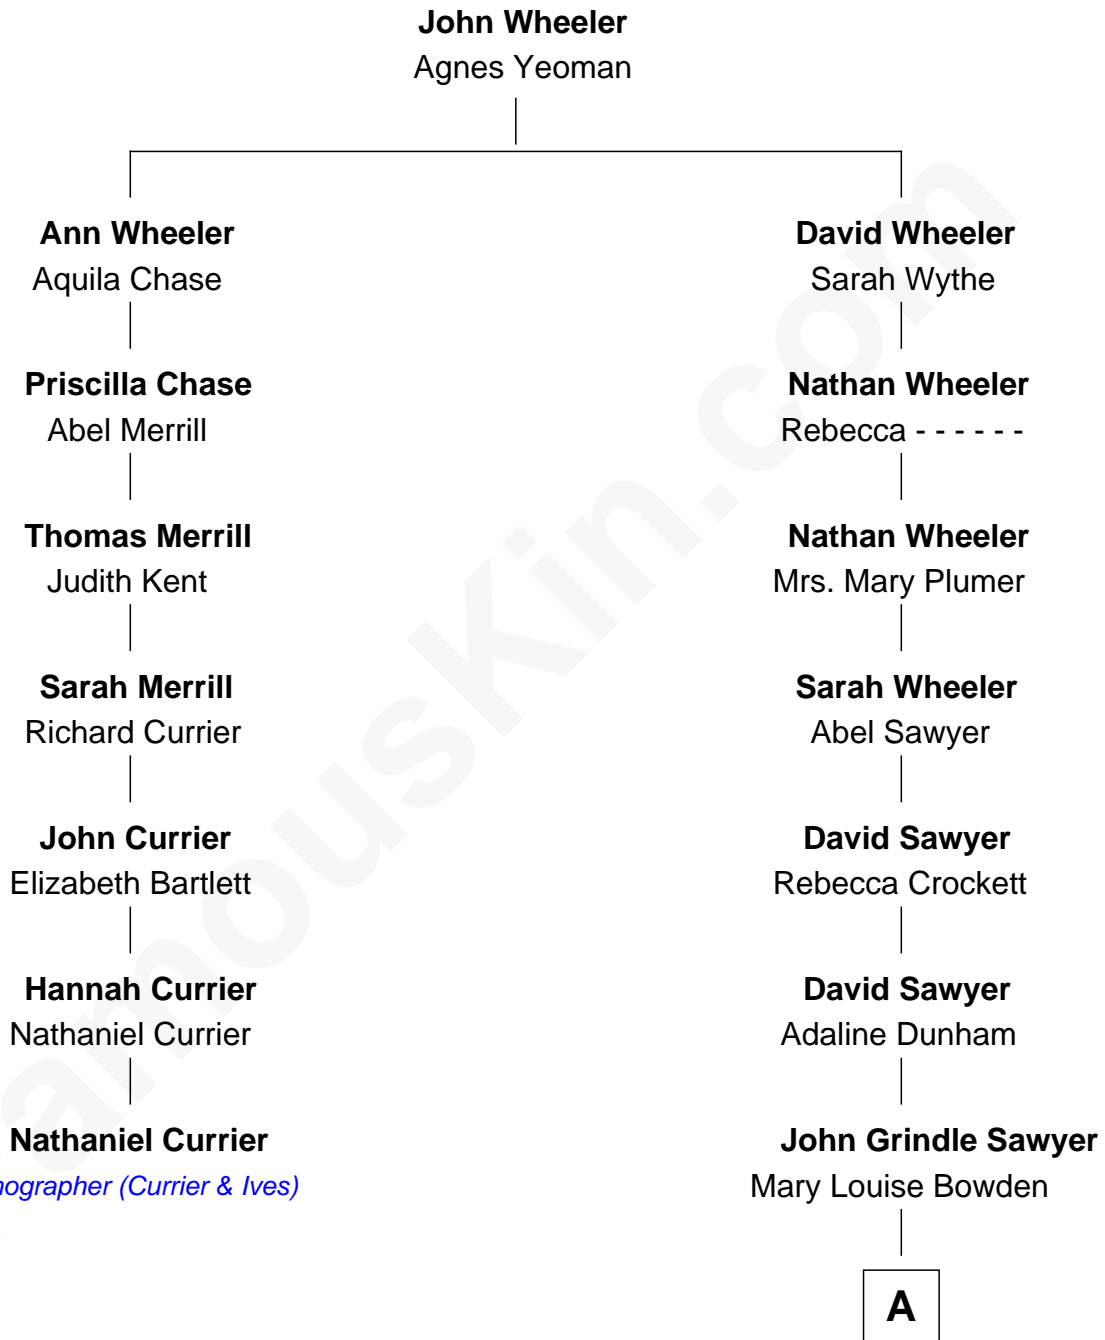 John Wheeler
Agnes Yeoman
Ann Wheeler
Aquila Chase
David Wheeler
Sarah Wythe
Priscilla Chase
Abel Merrill
Nathan Wheeler
Rebecca - - - - - -
Thomas Merrill
Judith Kent
Nathan Wheeler
Mrs. Mary Plumer
Sarah Merrill
Richard Currier
Sarah Wheeler
Abel Sawyer
John Currier
Elizabeth Bartlett
David Sawyer
Rebecca Crockett
Hannah Currier
Nathaniel Currier
David Sawyer
Adaline Dunham
Nathaniel Currier
nographer (Currier & Ives)
John Grindle Sawyer
Mary Louise Bowden
A
amouskin.com